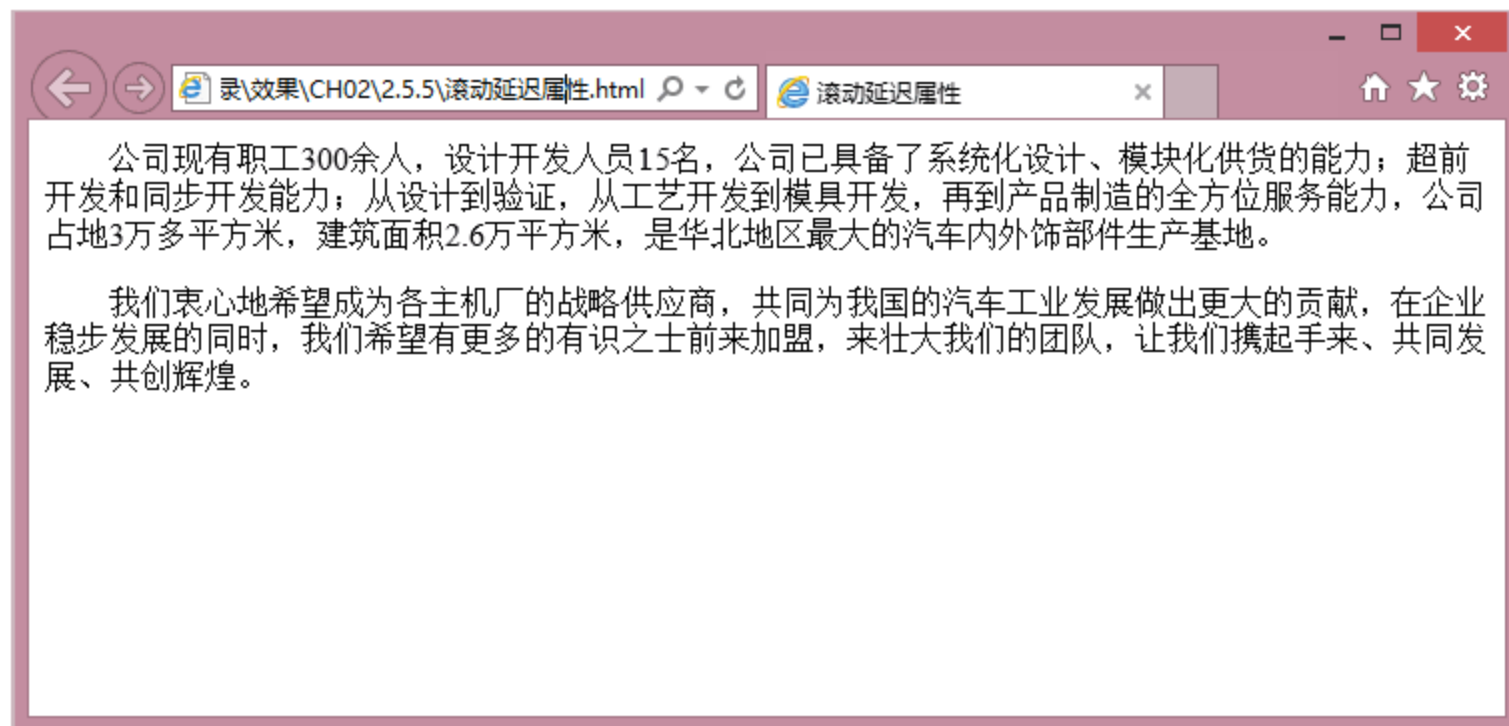 录\效果\CH02\2.5.5\滚动延迟属性.html
滚动延迟属性
公司现有职工300余人，设计开发人员15名，公司已具备了系统化设计、模块化供货的能力；超前
开发和同步开发能力；从设计到验证，从工艺开发到模具开发，再到产品制造的全方位服务能力，公司
占地3万多平方米，建筑面积2.6万平方米，是华北地区最大的汽车内外饰部件生产基地。
我们衷心地希望成为各主机厂的战略供应商，共同为我国的汽车工业发展做出更大的贡献，在企业
稳步发展的同时，我们希望有更多的有识之士前来加盟，来壮大我们的团队，让我们携起手来、共同发
展、共创辉煌。